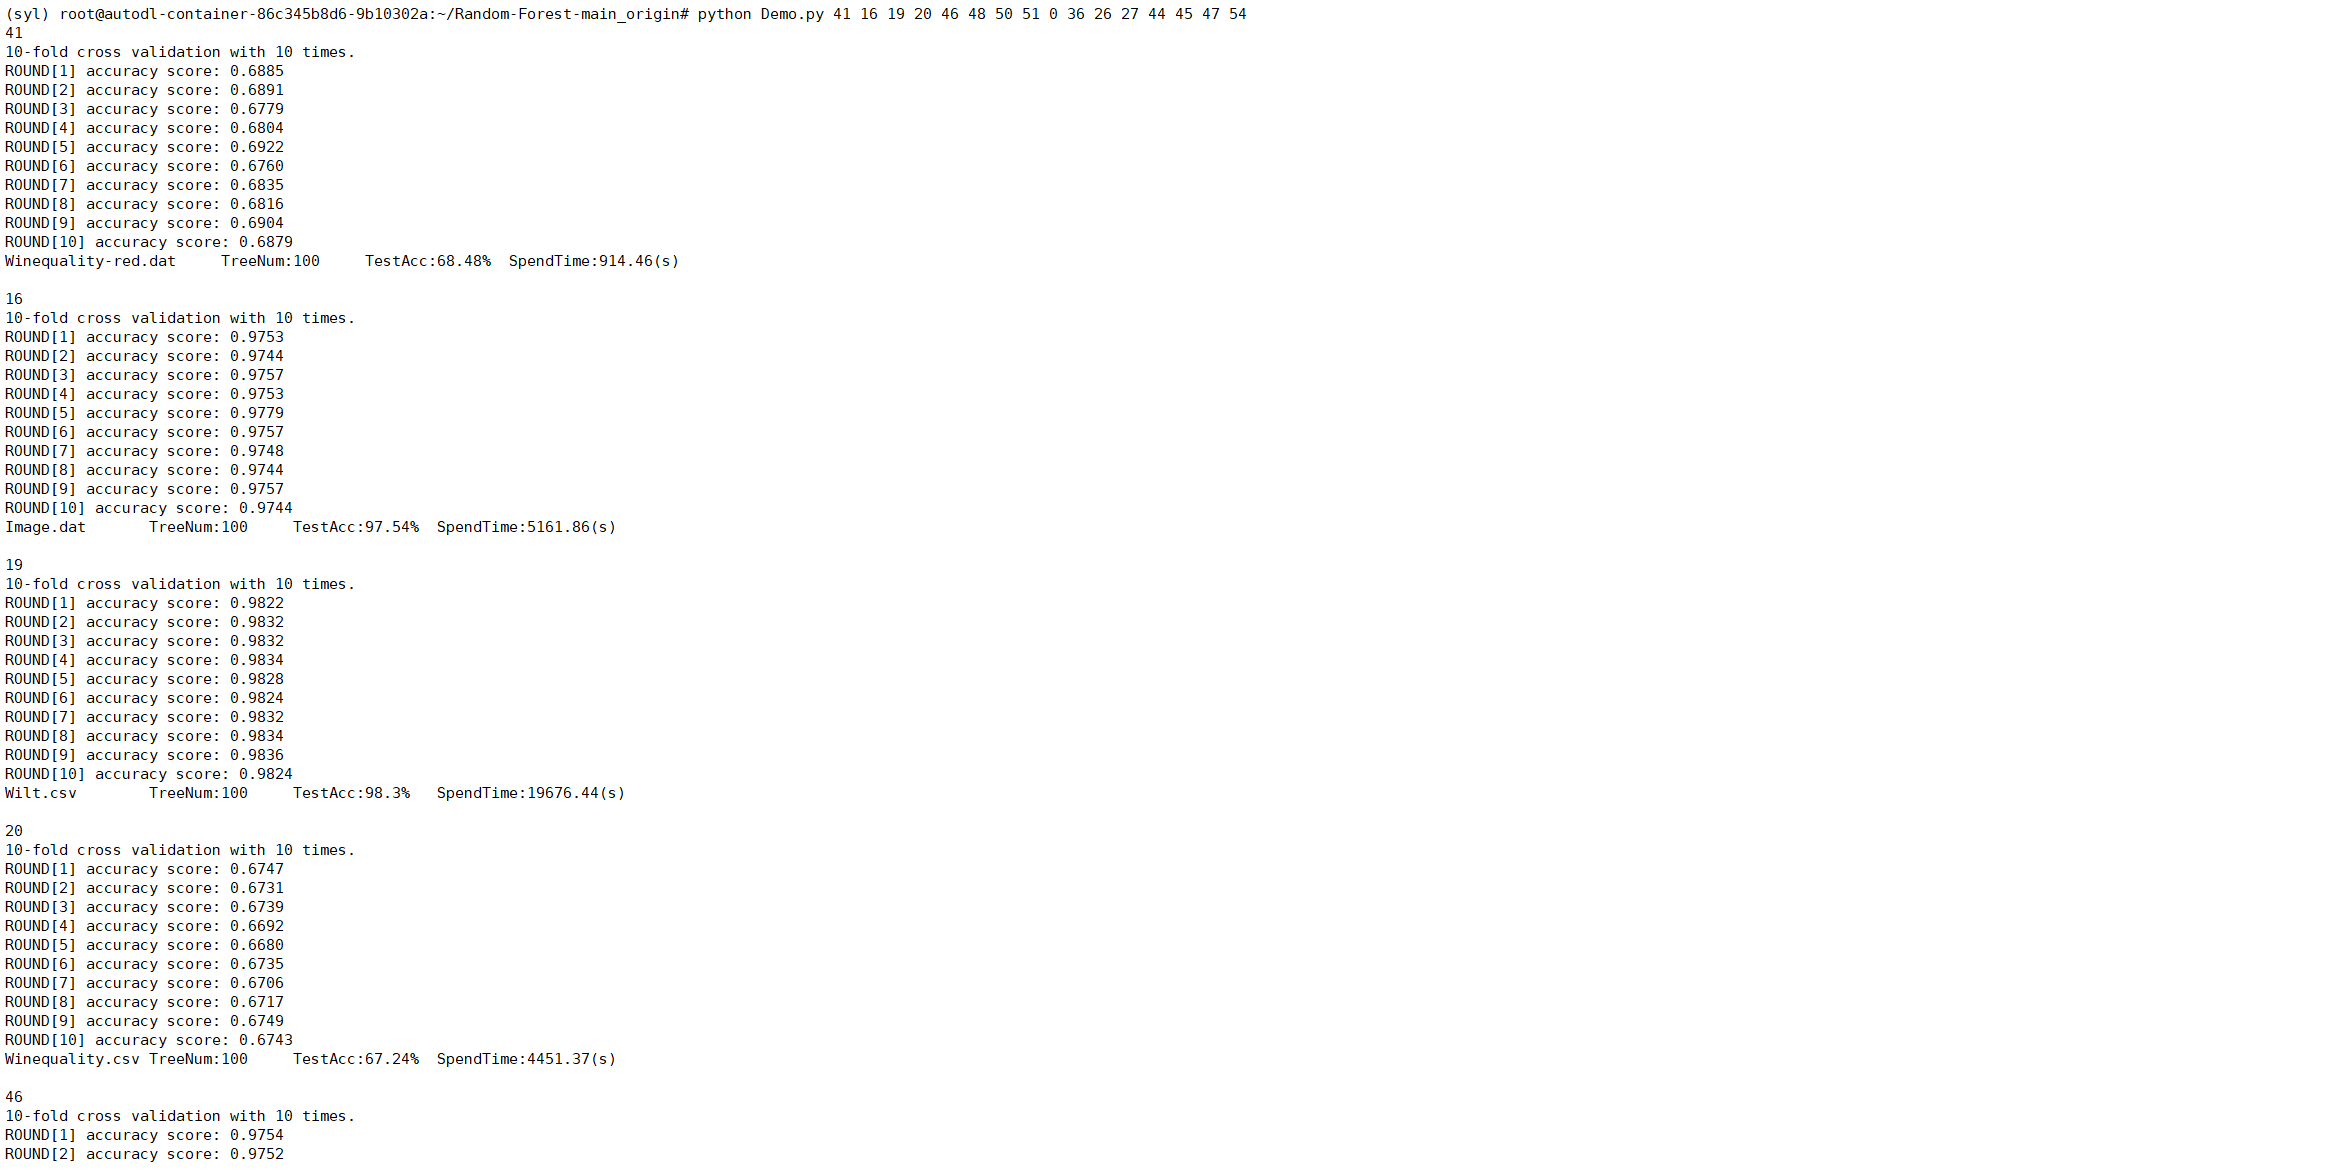 (syl) root@autodl-container-86c345b8d6-9b10302a:~/Random-Forest-main_origin# python Demo.py 41 16 19 20 46 48 50 51 0 36 26 27 44 45 47 54
41
10-fold cross validation with 10 times.
ROUND[1] accuracy score: 0.6885
ROUND[2] accuracy score: 0.6891
ROUND[3] accuracy score: 0.6779
ROUND[4] accuracy score: 0.6804
ROUND[5] accuracy score: 0.6922
ROUND[6] accuracy score: 0.6760
ROUND[7] accuracy score: 0.6835
ROUND[8] accuracy score: 0.6816
ROUND[9] accuracy score: 0.6904
ROUND[10] accuracy score: 0.6879
Winequality-red.dat     TreeNum:100     TestAcc:68.48%  SpendTime:914.46(s)

16
10-fold cross validation with 10 times.
ROUND[1] accuracy score: 0.9753
ROUND[2] accuracy score: 0.9744
ROUND[3] accuracy score: 0.9757
ROUND[4] accuracy score: 0.9753
ROUND[5] accuracy score: 0.9779
ROUND[6] accuracy score: 0.9757
ROUND[7] accuracy score: 0.9748
ROUND[8] accuracy score: 0.9744
ROUND[9] accuracy score: 0.9757
ROUND[10] accuracy score: 0.9744
Image.dat       TreeNum:100     TestAcc:97.54%  SpendTime:5161.86(s)

19
10-fold cross validation with 10 times.
ROUND[1] accuracy score: 0.9822
ROUND[2] accuracy score: 0.9832
ROUND[3] accuracy score: 0.9832
ROUND[4] accuracy score: 0.9834
ROUND[5] accuracy score: 0.9828
ROUND[6] accuracy score: 0.9824
ROUND[7] accuracy score: 0.9832
ROUND[8] accuracy score: 0.9834
ROUND[9] accuracy score: 0.9836
ROUND[10] accuracy score: 0.9824
Wilt.csv        TreeNum:100     TestAcc:98.3%   SpendTime:19676.44(s)

20
10-fold cross validation with 10 times.
ROUND[1] accuracy score: 0.6747
ROUND[2] accuracy score: 0.6731
ROUND[3] accuracy score: 0.6739
ROUND[4] accuracy score: 0.6692
ROUND[5] accuracy score: 0.6680
ROUND[6] accuracy score: 0.6735
ROUND[7] accuracy score: 0.6706
ROUND[8] accuracy score: 0.6717
ROUND[9] accuracy score: 0.6749
ROUND[10] accuracy score: 0.6743
Winequality.csv TreeNum:100     TestAcc:67.24%  SpendTime:4451.37(s)

46
10-fold cross validation with 10 times.
ROUND[1] accuracy score: 0.9754
ROUND[2] accuracy score: 0.9752